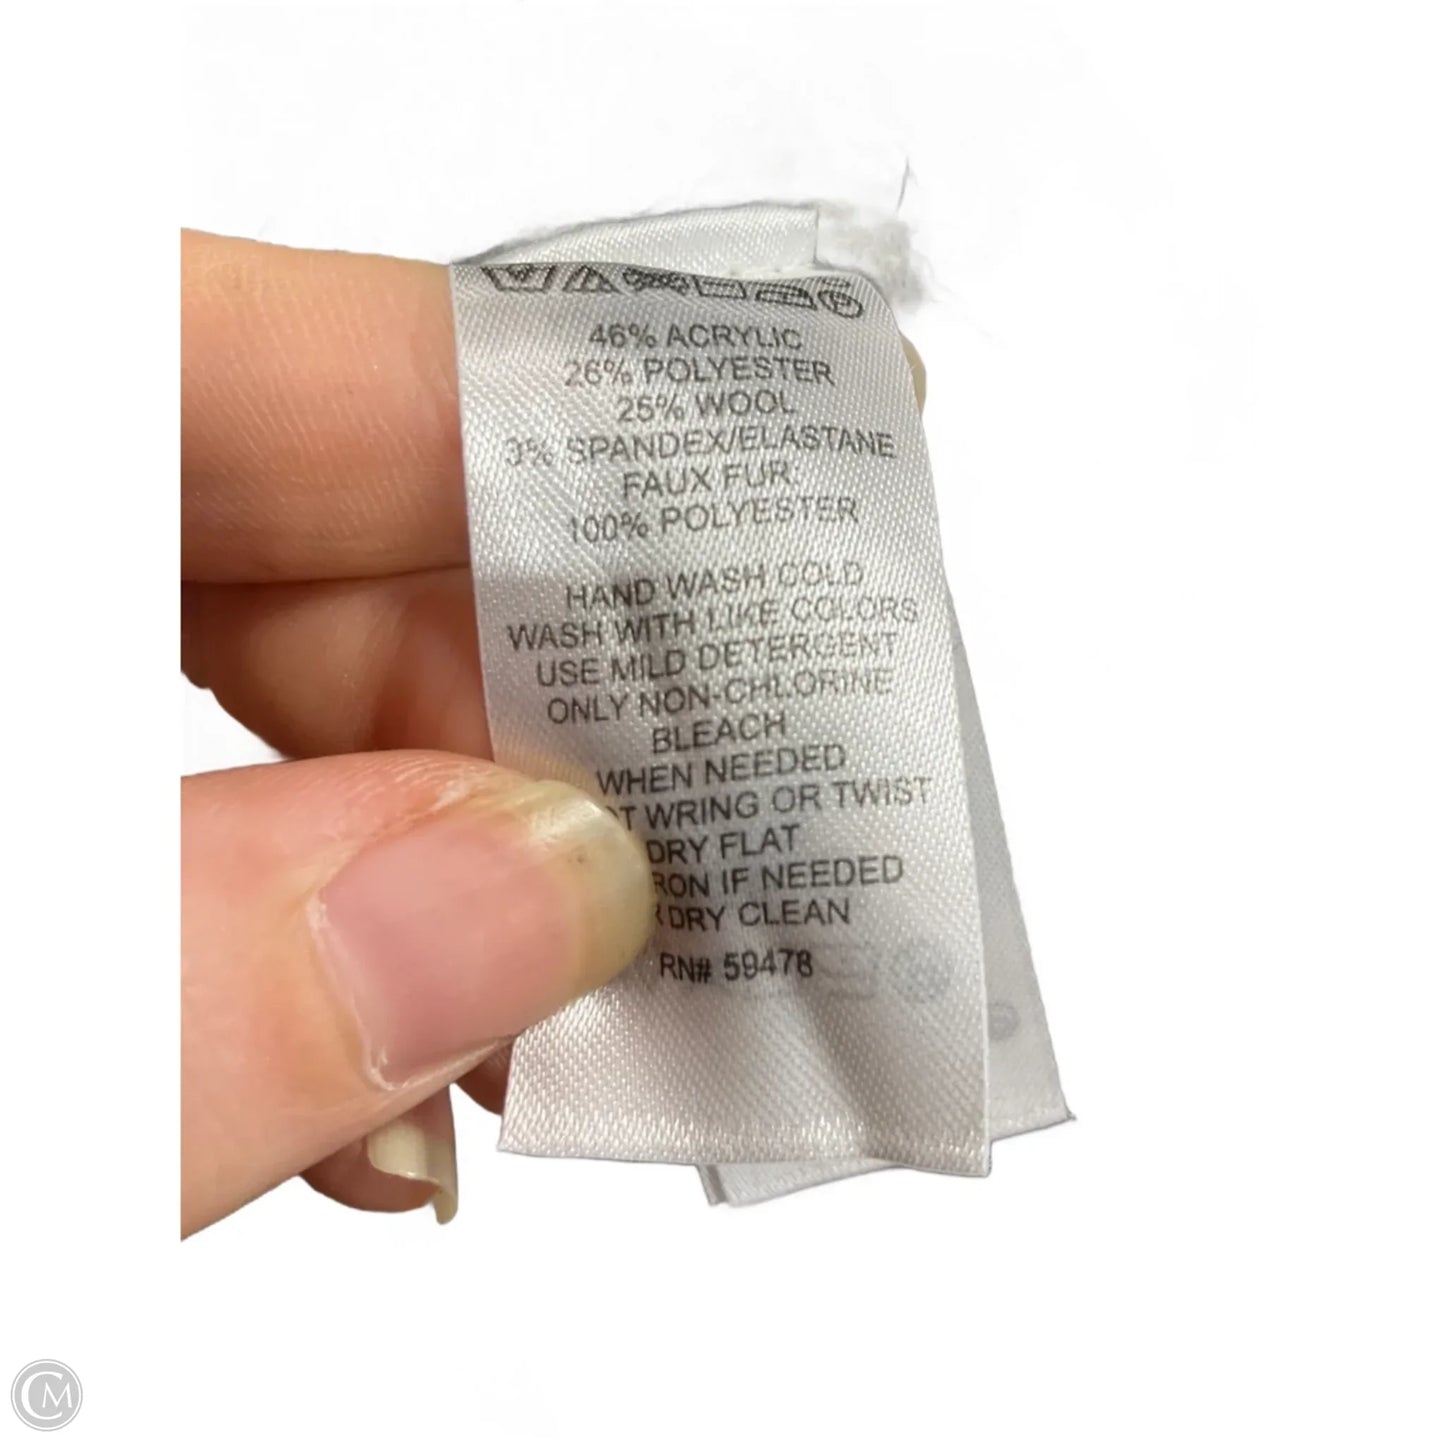 46% ACRYLIC
26% POLYESTER
25% WOOL
3% SPANDEX/ELASTANE
FAUX FUR:
100% POLYESTER
HAND WASH COLD
WASH WITH LIKE COLORS
USE MILD DETERGENT
ONLY NON-CHLORINE
BLEACH
WHEN NEEDED
WRING OR TWIST
DRY FLAT
IF NEEDED
DRY CLEAN
RN# 59478
CM